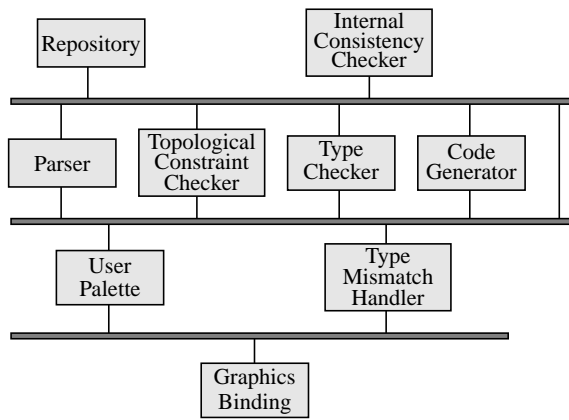 Repository
Internal
Consistency
Checker
Parser
Topological
Constraint
Checker
Type
Checker
Code
Generator
User
Palette
Type
Mismatch
Handler
Graphics
Binding